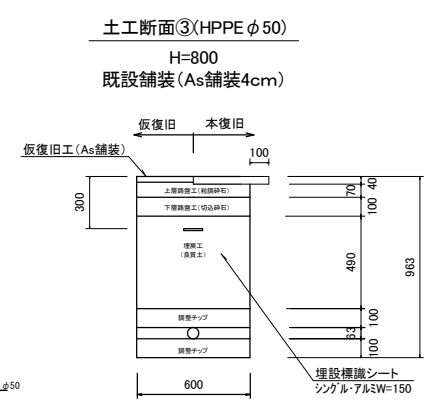 土工断面③(HPPEφ50)
H=800
既設舗装(As舗装4cm)
仮復旧 本復旧
仮復旧工(As舗装)
100
上層路盤工(粒調砕石)
下層路盤工(切込砕石)
300
埋戻工
(良質土)
調整チップ
調整チップ
40
70
100
490
100
63
100
963
600
埋設標識シート
シングル・アルミW=150
φ50